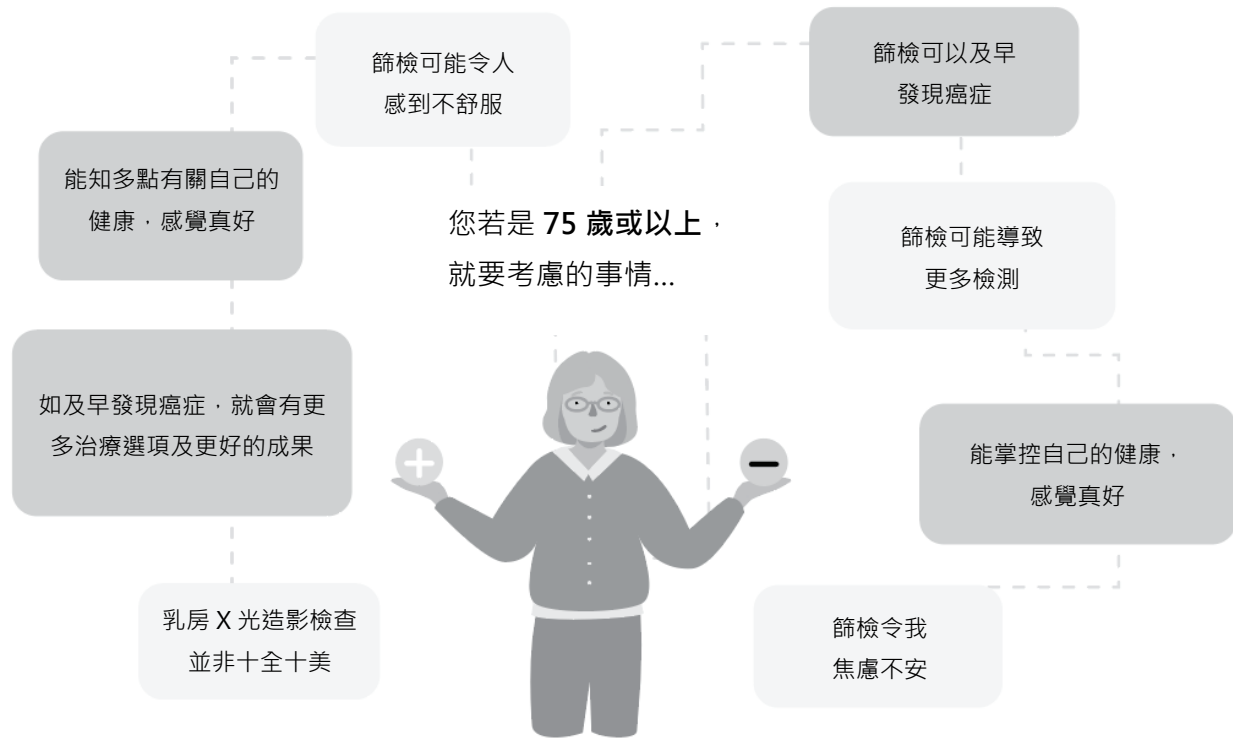 篩檢可能令人
感到不舒服
篩檢可以及早
發現癌症
能知多點有關自己的
健康，感覺真好
您若是 75 歲或以上，
就要考慮的事情...
篩檢可能導致
更多檢測
如及早發現癌症，就會有更
多治療選項及更好的成果
能掌控自己的健康，
感覺真好
乳房 X 光造影檢查
並非十全十美
篩檢令我
焦慮不安